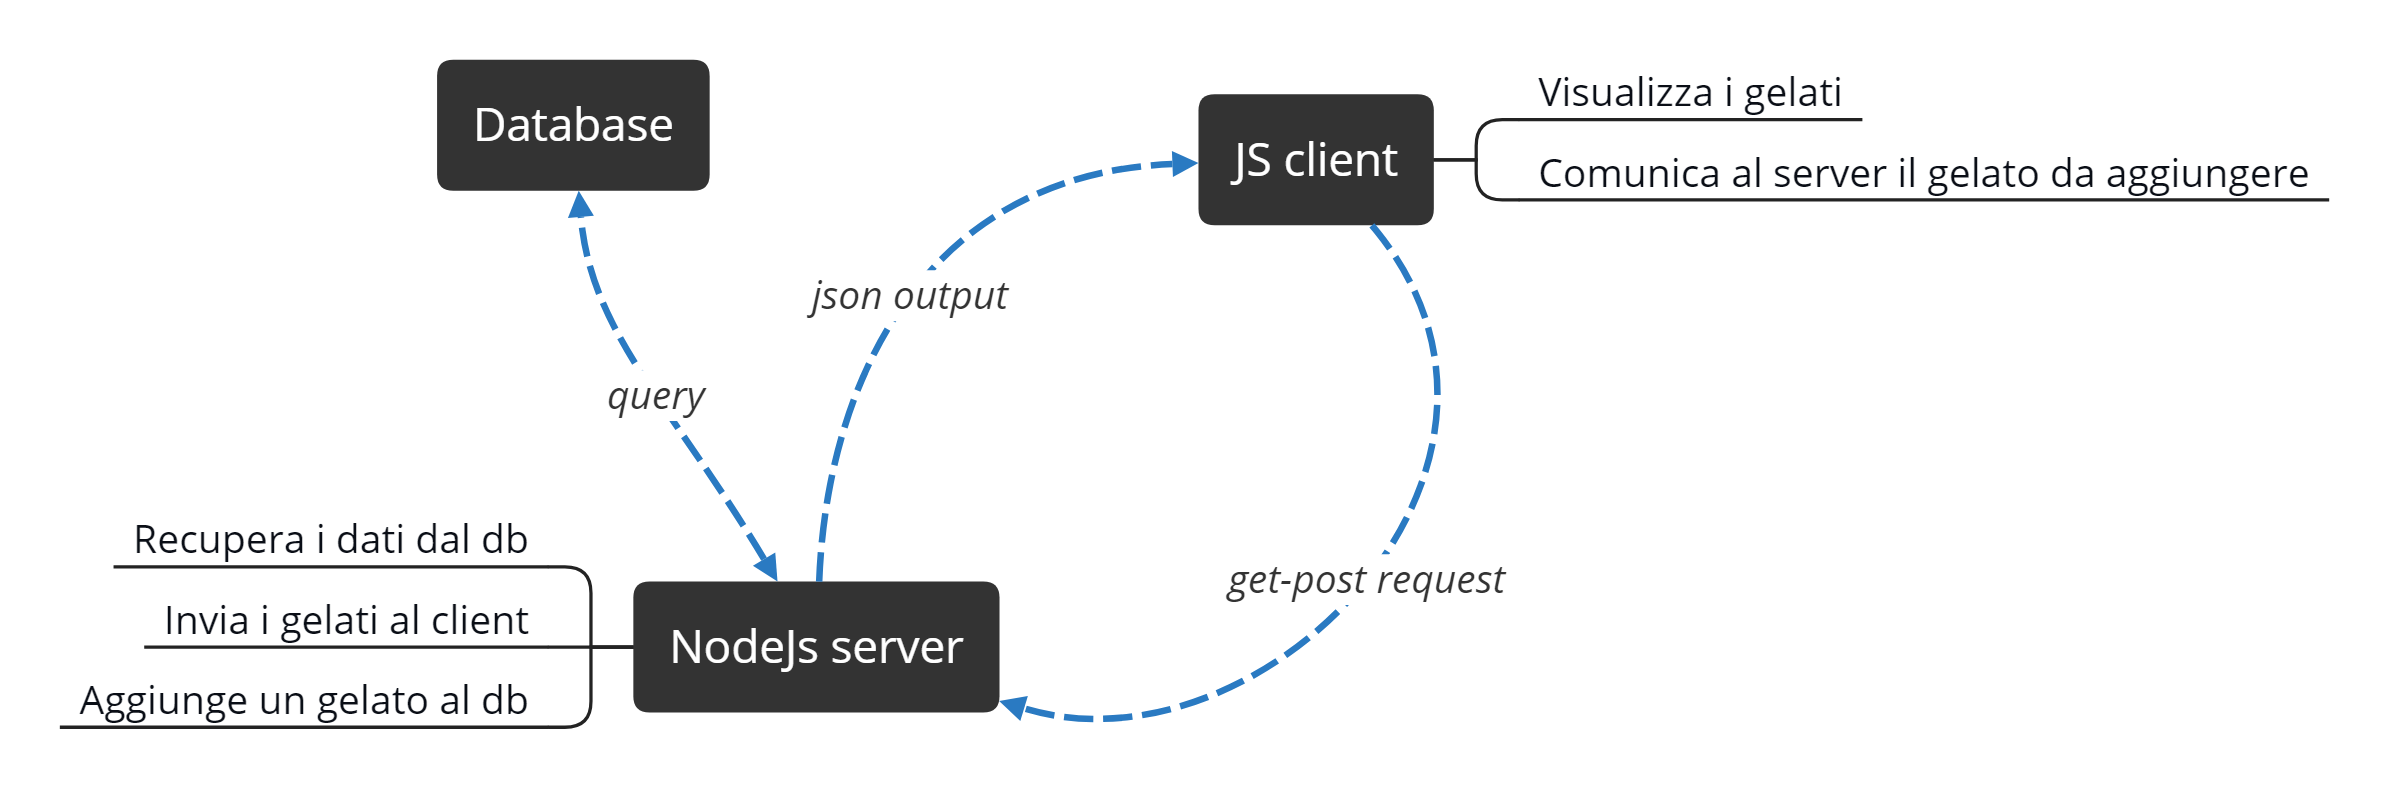 Database
JS client
Visualizza i gelati
Comunica al server il gelato da aggiungere
json output
query
get-post request
Recupera i dati dal db
Invia i gelati al client
Aggiunge un gelato al db
NodeJs server